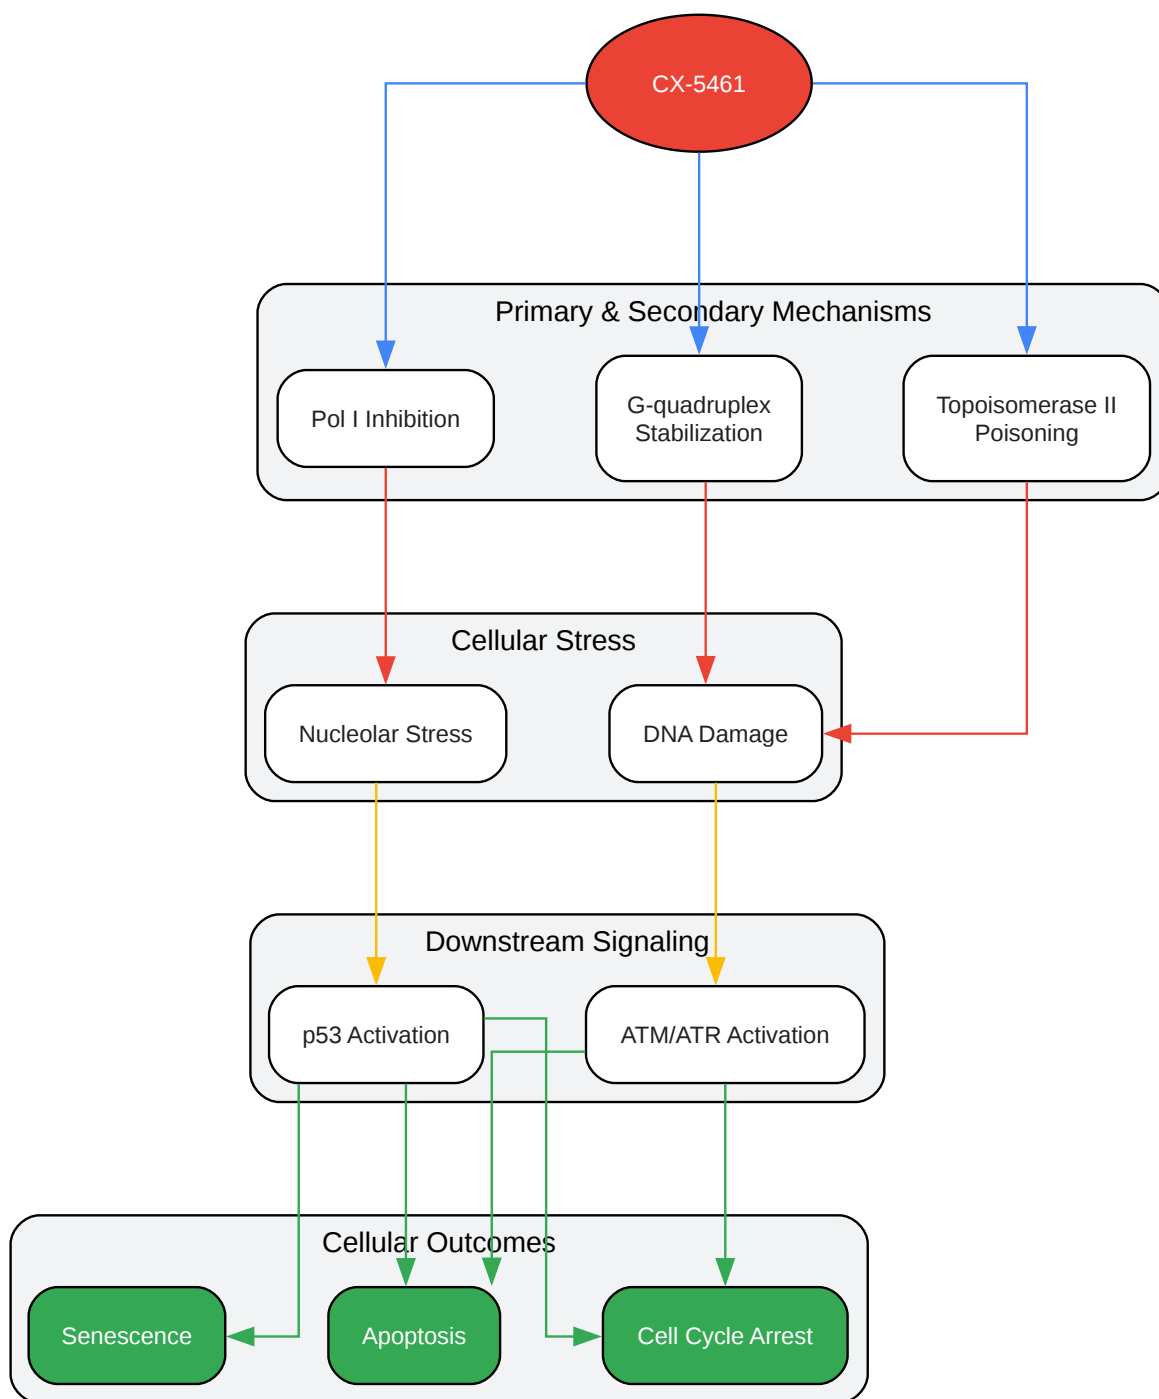 CX-5461
Primary & Secondary Mechanisms
Pol I Inhibition
G-quadruplex
Stabilization
Topoisomerase II
Poisoning
Cellular Stress
Nucleolar Stress
DNA Damage
Downstream Signaling
p53 Activation
ATM/ATR Activation
Cellular Outcomes
Senescence
Apoptosis
Cell Cycle Arrest